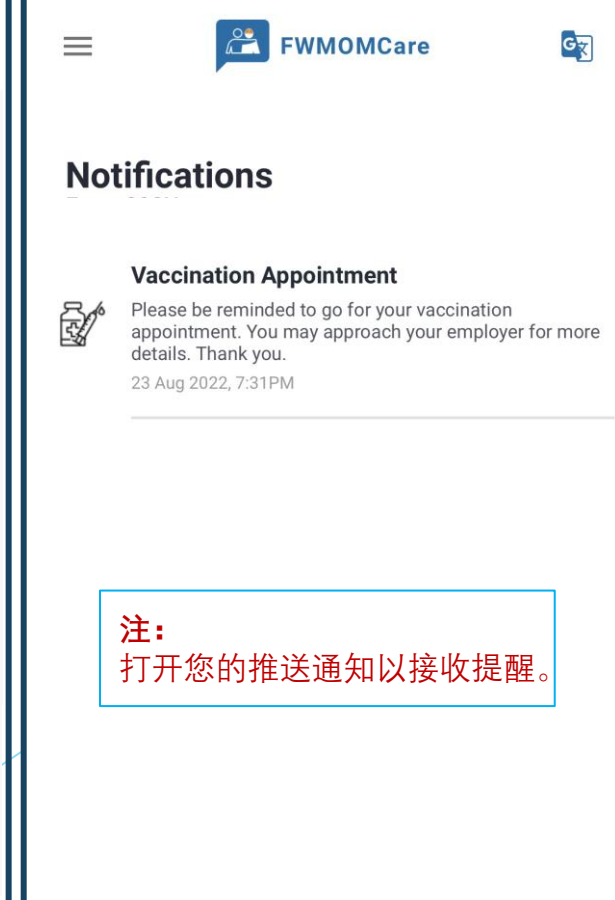 FWMOMCare
Notifications
Vaccination Appointment
Please be reminded to go for your vaccination
appointment. You may approach your employer for more
details. Thank you.
23 Aug 2022, 7:31PM
注：
打开您的推送通知以接收提醒。